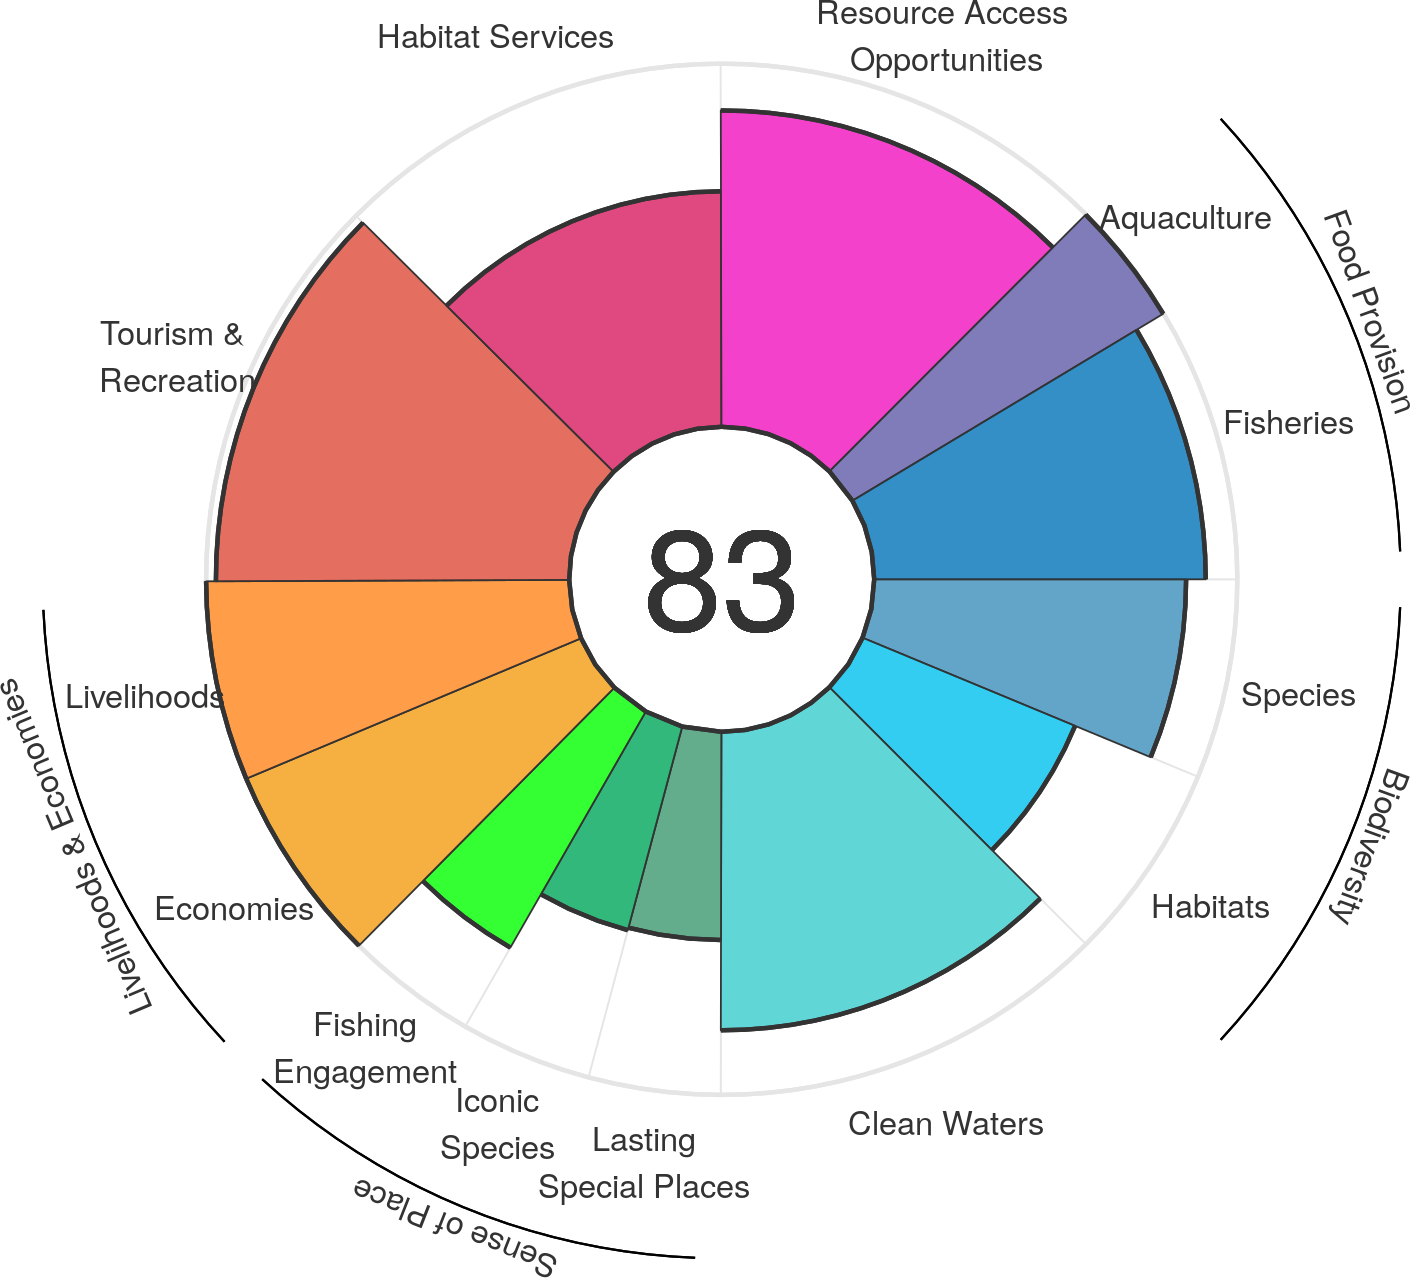 Resource Access
Opportunities
Habitat Services
Aquaculture
Food Provision
Tourism &
Recreation
Fisheries
83
Livelihoods
Species
Livelihoods & Economies
Biodiversity
Economies
Habitats
Fishing
Engagement
Iconic
Species
Lasting
Special Places
Clean Waters
Sense of Place